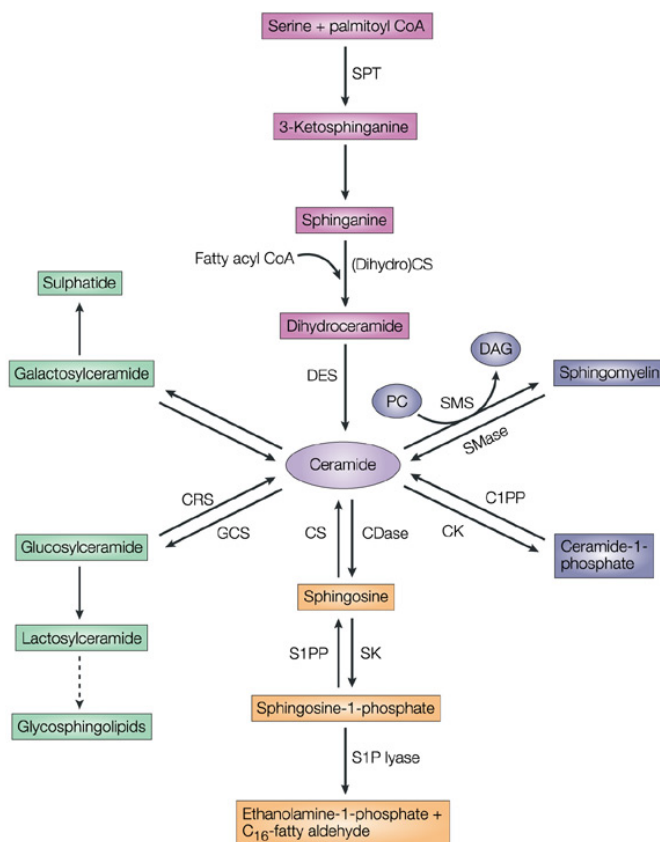 Serine + palmitoyl CoA
SPT
3-Ketosphinganine
Sphinganine
Fatty acyl CoA
(Dihydro)CS
Sulphatide
Dihydroceramide
DAG
Galactosylceramide
DES
PC
SMS
Sphingomyelin
SMase
Ceramide
CRS
C1PP
GCS
CS
CDase
CK
Glucosylceramide
Ceramide-1-
phosphate
Sphingosine
Lactosylceramide
S1PP
SK
Glycosphingolipids
Sphingosine-1-phosphate
S1P lyase
Ethanolamine-1-phosphate +
C16-fatty aldehyde